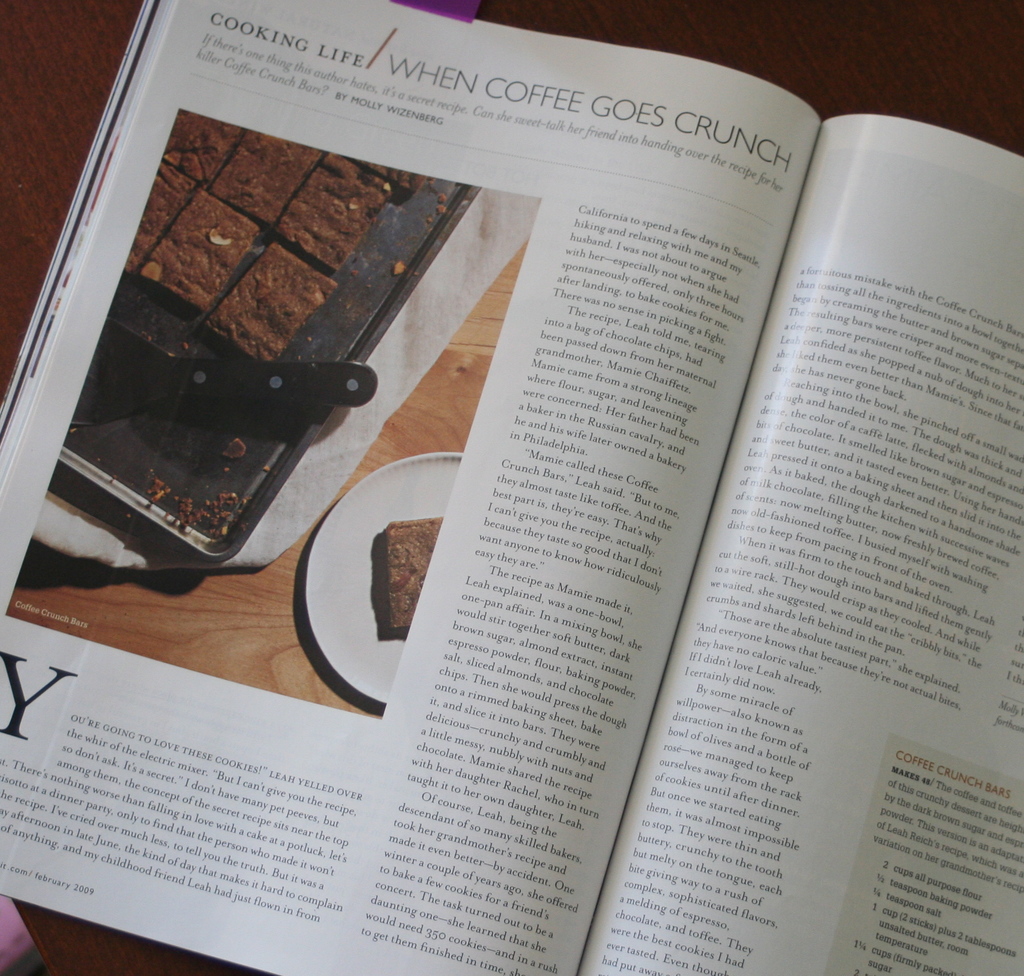 COOKING LIFE / WHEN COFFEE GOES CRUNCH
If there's one thing this author hates, it's a secret recipe. Can she sweet-talk her friend into handing over the recipe for her
killer Coffee Crunch Bars? BY MOLLY WIZENBERG
Coffee Crunch Bars
Y
OU'RE GOING TO LOVE THESE COOKIES!" LEAH YELLED OVER
the whir of the electric mixer. "But I can't give you the recipe,
so don't ask. It's a secret." I don't have many pet peeves, but
among them, the concept of the secret recipe sits near the top
There's nothing worse than falling in love with a cake at a potluck, let's
at a dinner party, only to find that the person who made it won't
the recipe. I've cried over much less, to tell you the truth. But it was a
afternoon in late June, the kind of day that makes it hard to complain
of anything, and my childhood friend Leah had just flown in from
com/ february 2009
California to spend a few days in Seattle,
hiking and relaxing with me and my
husband. I was not about to argue
with her—especially not when she had
spontaneously offered, only three hours
after landing, to bake cookies for me.
There was no sense in picking a fight.
The recipe, Leah told me, tearing
into a bag of chocolate chips, had
been passed down from her maternal
grandmother, Mamie Chaiffetz.
Mamie came from a strong lineage
where flour, sugar, and leavening
were concerned: Her father had been
a baker in the Russian cavalry, and
he and his wife later owned a bakery
in Philadelphia.
"Mamie called these Coffee
Crunch Bars," Leah said. "But to me,
they almost taste like toffee. And the
best part is, they're easy. That's why
I can't give you the recipe, actually:
because they taste so good that I don't
want anyone to know how ridiculously
easy they are."
The recipe as Mamie made it,
Leah explained, was a one-bowl,
one-pan affair. In a mixing bowl, she
would stir together soft butter, dark
brown sugar, almond extract, instant
espresso powder, flour, baking powder,
salt, sliced almonds, and chocolate
chips. Then she would press the dough
onto a rimmed baking sheet, bake
it, and slice it into bars. They were
delicious—crunchy and crumbly and
a little messy, nubbly with nuts and
chocolate. Mamie shared the recipe
with her daughter Rachel, who in turn
taught it to her own daughter, Leah.
Of course, Leah, being the
descendant of so many skilled bakers,
took her grandmother's recipe and
made it even better—by accident. One
winter a couple of years ago, she offered
to bake a few cookies for a friend's
concert. The task turned out to be a
daunting one—she learned that she
would need 350 cookies—and in a rush
to get them finished in time, she
a fortuitous mistake with the Coffee Crunch Bars
than tossing all the ingredients into a bowl together
began by creaming the butter and brown sugar
The resulting bars were crisper and more even-textured
a deeper, more persistent toffee flavor. Much to her
Leah confided as she popped a nub of dough into her
she liked them even better than Mamie's. Since that
day, she has never gone back.
Reaching into the bowl, she pinched off a small wad
of dough and handed it to me. The dough was thick and
dense, the color of a caffe latte, flecked with almonds and
bits of chocolate. It smelled like brown sugar and espresso
and sweet butter, and it tasted even better. Using her hands
Leah pressed it onto a baking sheet and then slid it into the
oven. As it baked, the dough darkened to a handsome shade
of milk chocolate, filling the kitchen with successive waves
of scents: now melting butter, now freshly brewed coffee,
now old-fashioned toffee. I busied myself with washing
dishes to keep from pacing in front of the oven.
When it was firm to the touch and baked through, Leah
cut the soft, still-hot dough into bars and lifted them gently
to a wire rack. They would crisp as they cooled. And while
we waited, she suggested, we could eat the "cribbly bits," the
crumbs and shards left behind in the pan.
"Those are the absolute tastiest part," she explained.
"And everyone knows that because they're not actual bites,
they have no caloric value."
If I didn't love Leah already,
I certainly did now.
By some miracle of
willpower—also known as
distraction in the form of a
bowl of olives and a bottle of
rosé—we managed to keep
ourselves away from the rack
of cookies until after dinner.
But once we started eating
them, it was almost impossible
to stop. They were thin and
buttery, crunchy to the tooth
but melty on the tongue, each
bite giving way to a rush of
complex, sophisticated flavors,
a melding of espresso,
chocolate, and toffee. They
were the best cookies I had
ever tasted. Even though
had put away
Molly
COFFEE CRUNCH BARS
MAKES 48/ The coffee and toffee
of this crunchy dessert are
by the dark brown sugar and
powder. This version is an
of Leah Reich's recipe, which was a
variation on her grandmother's
2 cups all purpose flour
½ teaspoon baking powder
¼ teaspoon salt
1 cup (2 sticks) plus 2 tablespoons
unsalted butter, room
temperature
1¼ cups (firmly packed)
sugar